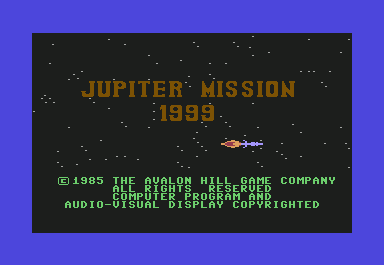 JUPITER MISSION
1999
©1985 THE AVALON HILL GAME COMPANY
ALL RIGHTS RESERVED
COMPUTER PROGRAM AND
AUDIO-VISUAL DISPLAY COPYRIGHTED